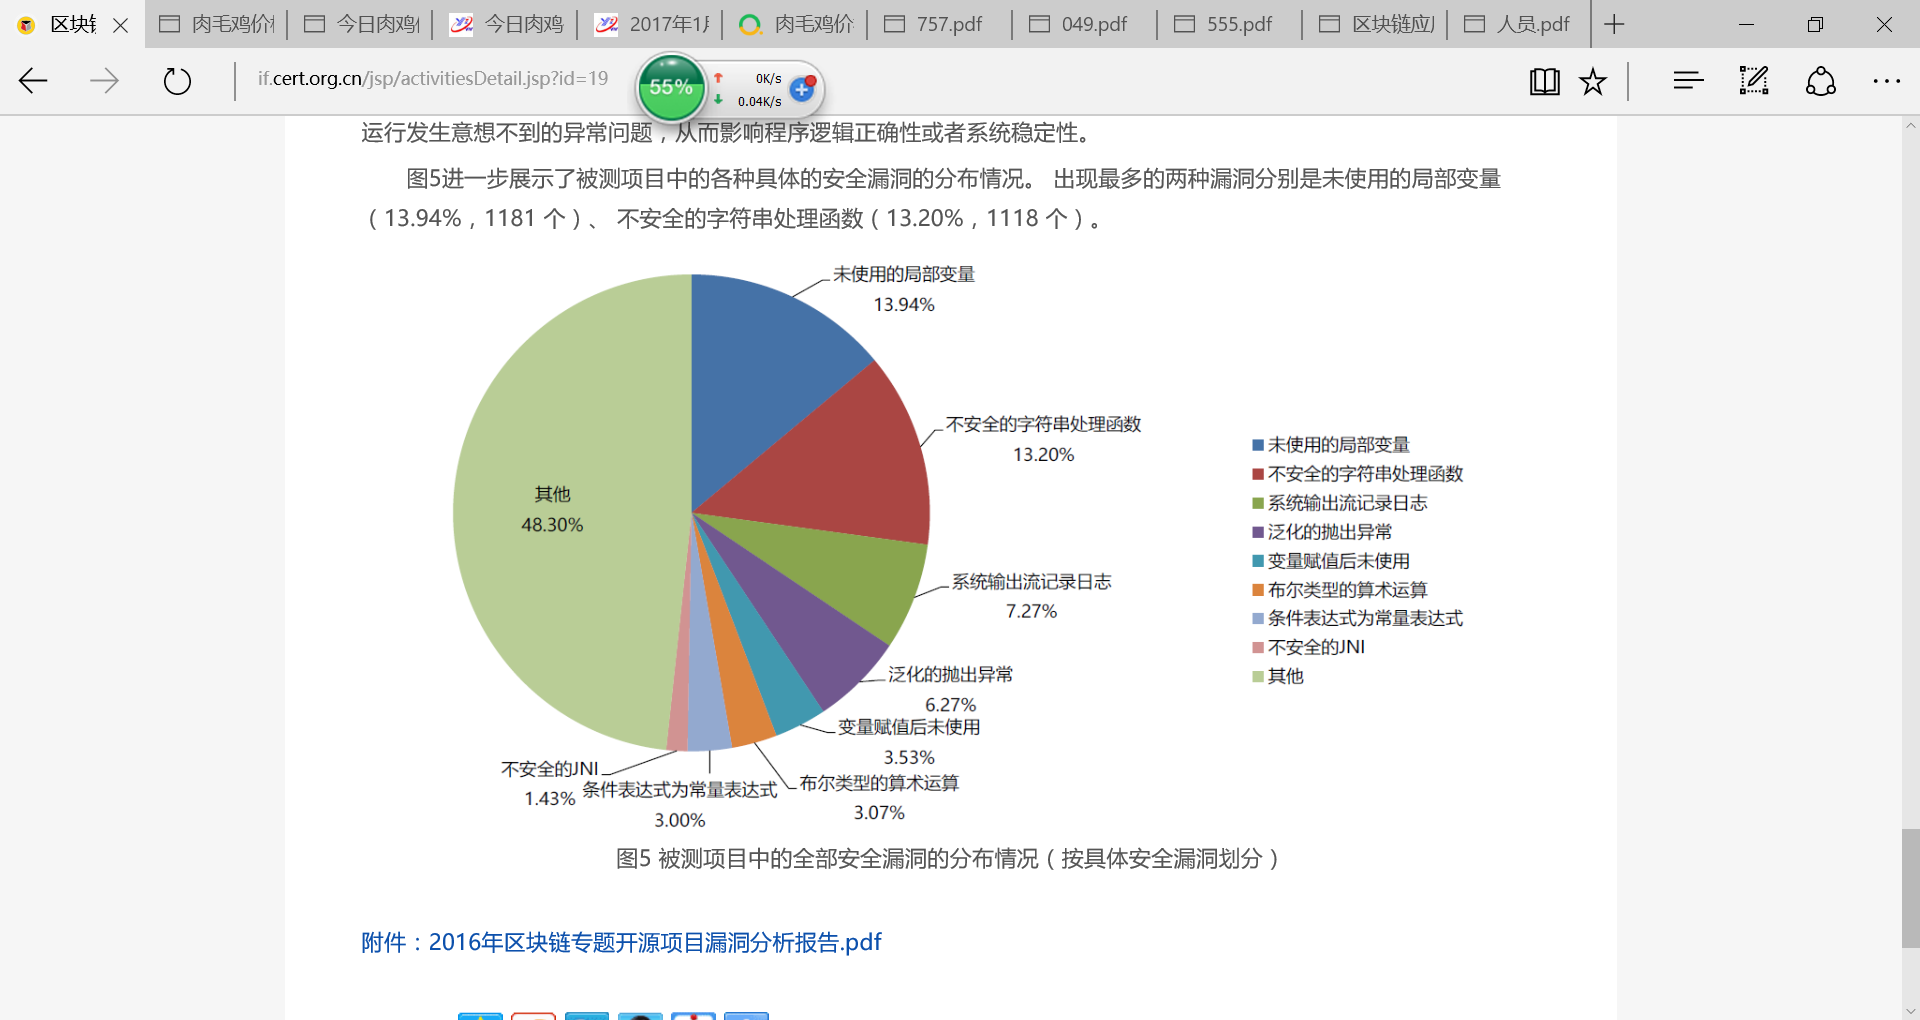 区块
肉毛鸡价
今日肉鸡
今日肉鸡
2017年1
肉毛鸡价
757.pdf
049.pdf
555.pdf
区块链应
人员.pdf
if.cert.org.cn/jsp/activitiesDetail.jsp?id=19
55%
0K/s
0.04K/s
运行发生意想不到的异常问题，从而影响程序逻辑正确性或者系统稳定性。
图5进一步展示了被测项目中的各种具体的安全漏洞的分布情况。 出现最多的两种漏洞分别是未使用的局部变量
（13.94%，1181 个）、 不安全的字符串处理函数（13.20%，1118 个）。
未使用的局部变量
13.94%
不安全的字符串处理函数
13.20%
其他
48.30%
系统输出流记录日志
7.27%
泛化的抛出异常
6.27%
变量赋值后未使用
3.53%
布尔类型的算术运算
3.07%
条件表达式为常量表达式
3.00%
不安全的JNI
1.43%
未使用的局部变量
不安全的字符串处理函数
系统输出流记录日志
泛化的抛出异常
变量赋值后未使用
布尔类型的算术运算
条件表达式为常量表达式
不安全的JNI
其他
图5 被测项目中的全部安全漏洞的分布情况（按具体安全漏洞划分）
附件：2016年区块链专题开源项目漏洞分析报告.pdf